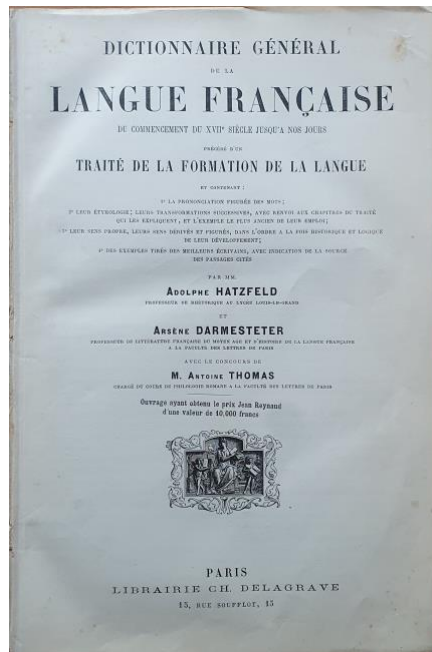 DICTIONNAIRE GÉNÉRAL
DE LA
LANGUE FRANÇAISE
DU COMMENCEMENT DU XVIIe SIÈCLE JUSQU'A NOS JOURS
PRÉCÉDÉ D'UN
TRAITÉ DE LA FORMATION DE LA LANGUE
ET CONTENANT :
1º LA PRONONCIATION FIGURÉE DES MOTS;
2º LEUR ÉTYMOLOGIE; LEURS TRANSFORMATIONS SUCCESSIVES, AVEC RENVOI AUX CHAPITRES DU TRAITÉ
QUI LES EXPLIQUENT, ET L'EXEMPLE LE PLUS ANCIEN DE LEUR EMPLOI;
3º LEUR SENS PROPRE, LEURS SENS DÉRIVÉS ET FIGURÉS, DANS L'ORDRE A LA FOIS HISTORIQUE ET LOGIQUE
DE LEUR DÉVELOPPEMENT;
4º DES EXEMPLES TIRÉS DES MEILLEURS ÉCRIVAINS, AVEC INDICATION DE LA SOURCE
DES PASSAGES CITÉS
PAR MM.
ADOLPHE HATZFELD
PROFESSEUR DE RHÉTORIQUE AU LYCÉE LOUIS-LE-GRAND
ET
ARSÈNE DARMESTETER
PROFESSEUR DE LITTÉRATURE FRANÇAISE DU MOYEN AGE ET D'HISTOIRE DE LA LANGUE FRANÇAISE
A LA FACULTÉ DES LETTRES DE PARIS
AVEC LE CONCOURS DE
M. ANTOINE THOMAS
CHARGÉ DU COURS DE PHILOLOGIE ROMANE A LA FACULTÉ DES LETTRES DE PARIS
Ouvrage ayant obtenu le prix Jean Reynaud
d'une valeur de 10,000 francs
PARIS
LIBRAIRIE CH. DELAGRAVE
15, RUE SOUFFLOT, 15